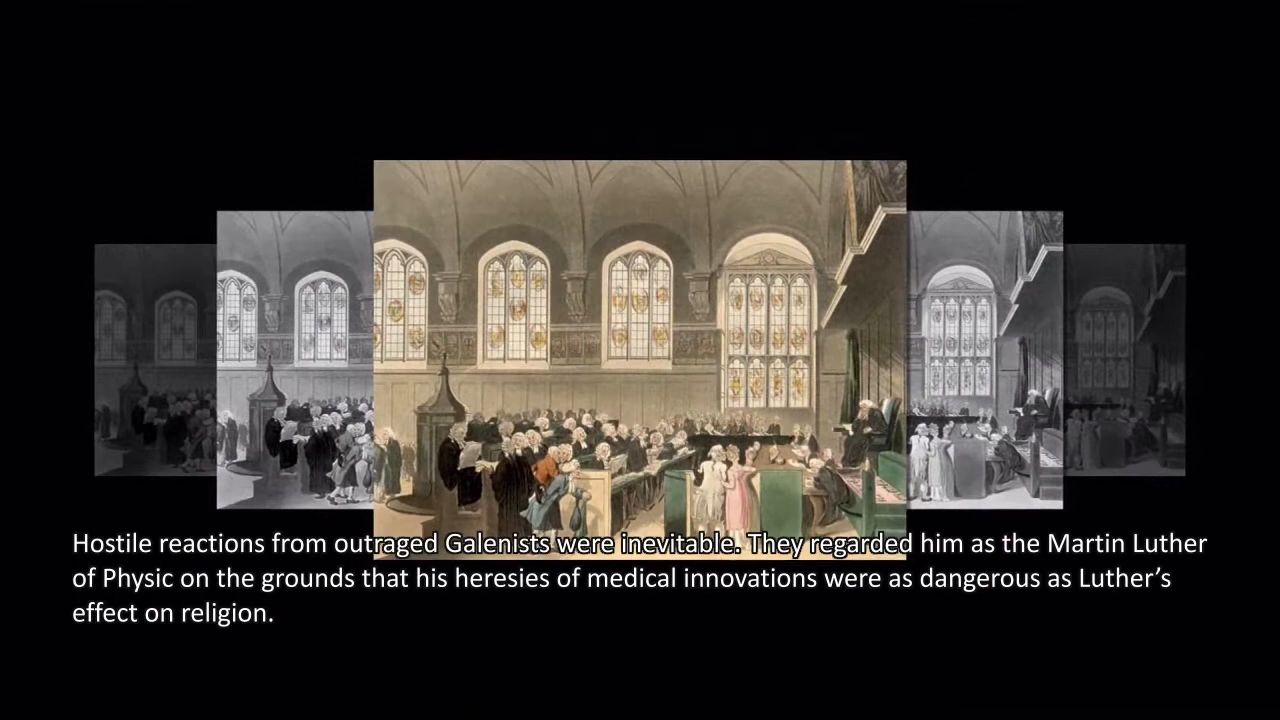 Hostile reactions from outraged Galenists were inevitable. They regarded him as the Martin Luther
of Physic on the grounds that his heresies of medical innovations were as dangerous as Luther’s
effect on religion.